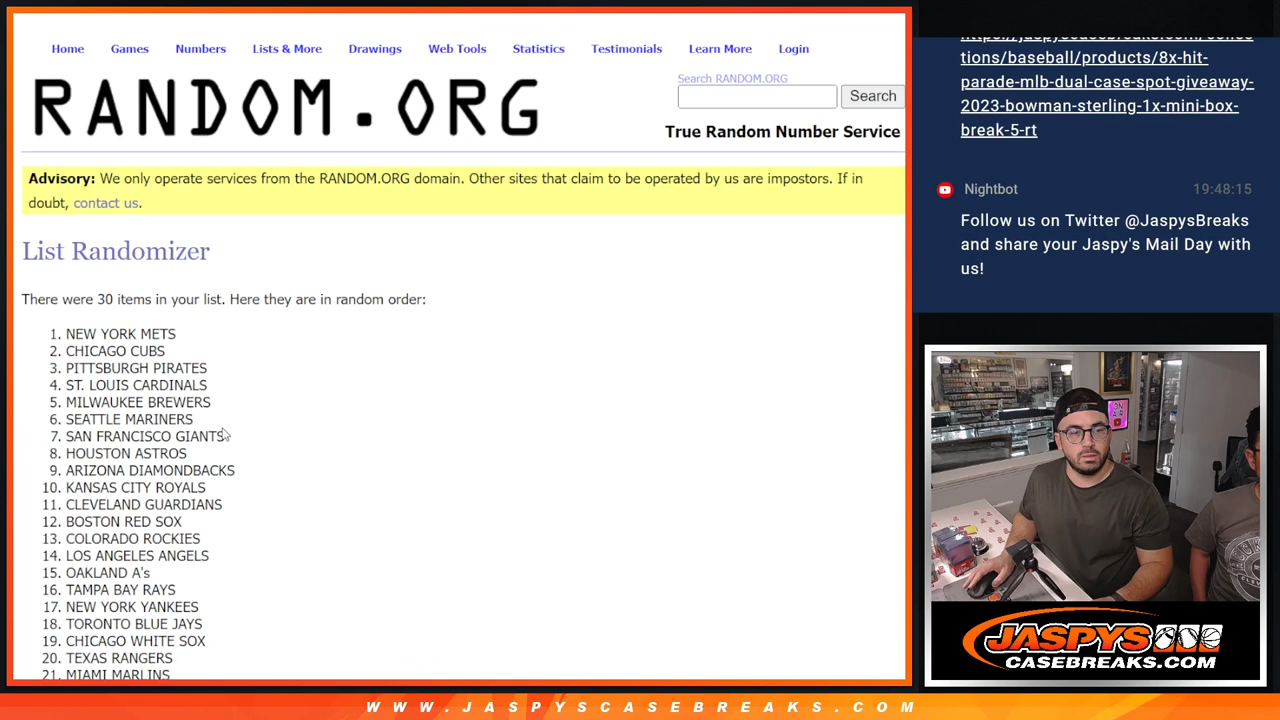 Home Games Numbers Lists & More Drawings Web Tools Statistics Testimonials Learn More Login
RANDOM.ORG
Search RANDOM.ORG
Search
True Random Number Service
Advisory: We only operate services from the RANDOM.ORG domain. Other sites that claim to be operated by us are impostors. If in
doubt, contact us.
List Randomizer
There were 30 items in your list. Here they are in random order:
1. NEW YORK METS
2. CHICAGO CUBS
3. PITTSBURGH PIRATES
4. ST. LOUIS CARDINALS
5. MILWAUKEE BREWERS
6. SEATTLE MARINERS
7. SAN FRANCISCO GIANTS
8. HOUSTON ASTROS
9. ARIZONA DIAMONDBACKS
10. KANSAS CITY ROYALS
11. CLEVELAND GUARDIANS
12. BOSTON RED SOX
13. COLORADO ROCKIES
14. LOS ANGELES ANGELS
15. OAKLAND A's
16. TAMPA BAY RAYS
17. NEW YORK YANKEES
18. TORONTO BLUE JAYS
19. CHICAGO WHITE SOX
20. TEXAS RANGERS
21. MIAMI MARLINS
https://jaspyscasebreaks.com/collec
tions/baseball/products/8x-hit-
parade-mlb-dual-case-spot-giveaway-
2023-bowman-sterling-1x-mini-box-
break-5-rt
Nightbot 19:48:15
Follow us on Twitter @JaspysBreaks
and share your Jaspy's Mail Day with
us!
ON AIR
JASPYS
CASEBREAKS.COM
WWW.JASPYSCASEBREAKS.COM